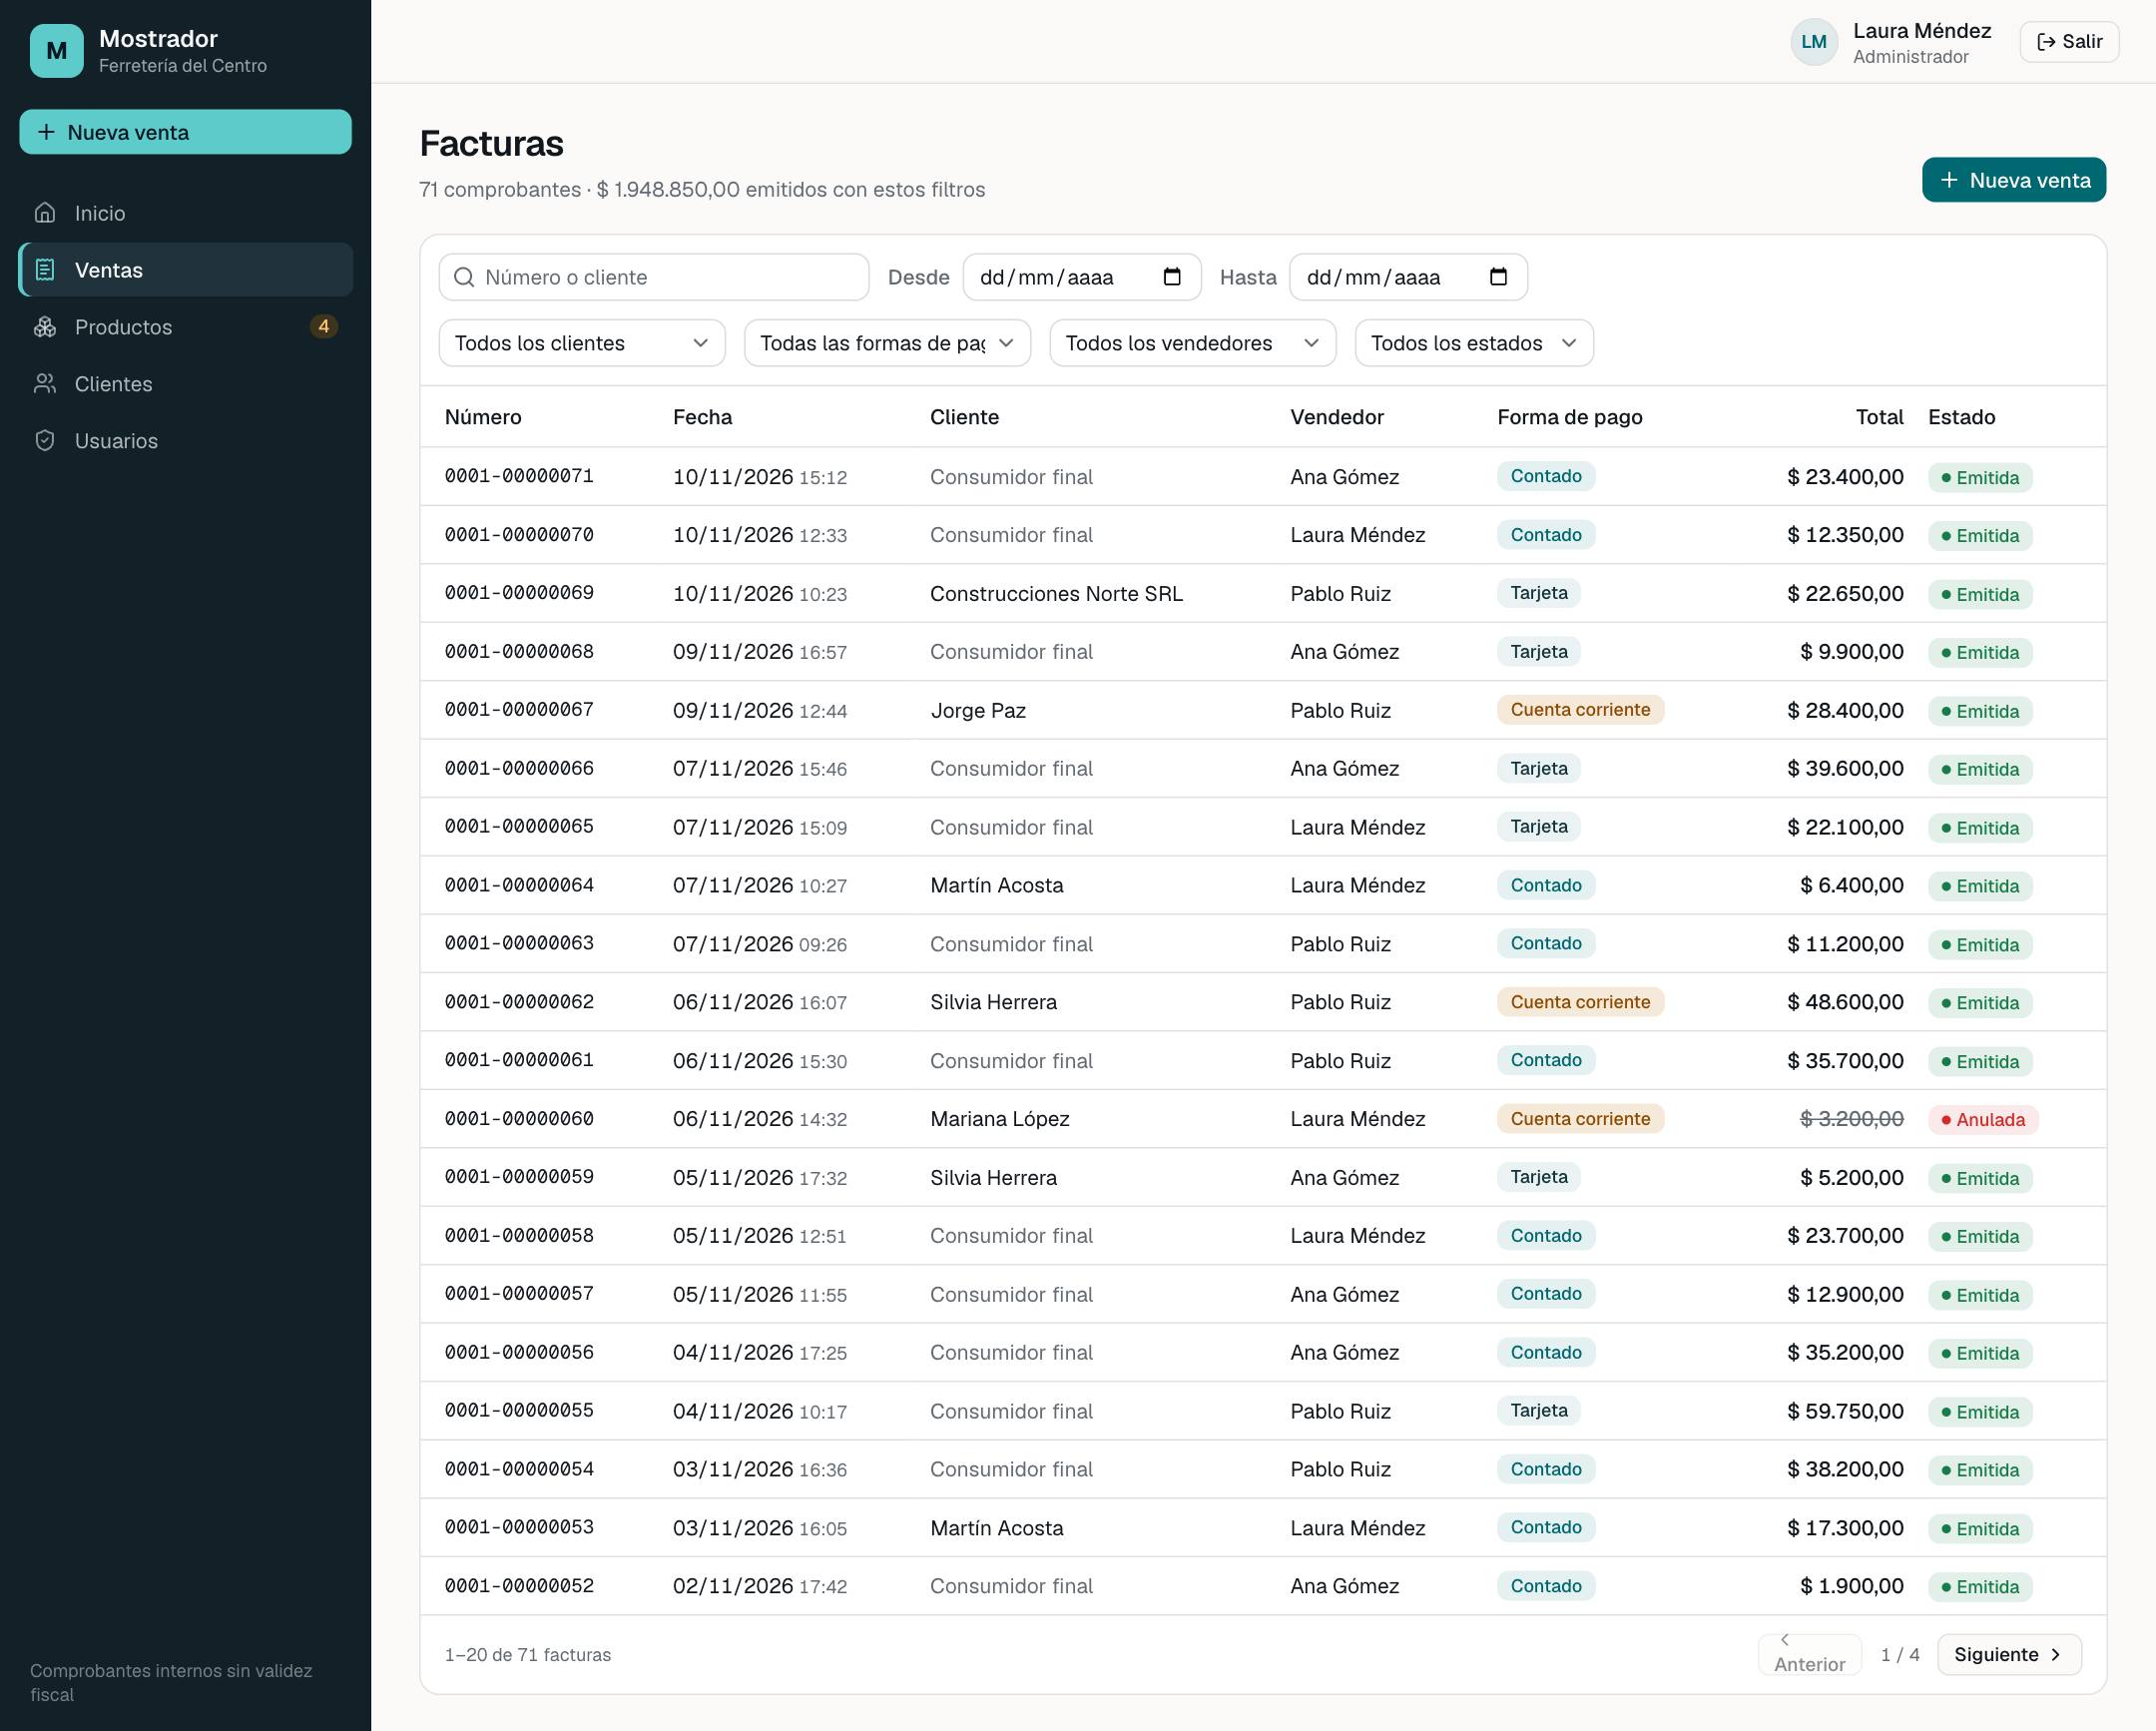 M
Mostrador
Ferretería del Centro
Nueva venta
Inicio
Ventas
Productos 4
Clientes
Usuarios
Comprobantes internos sin validez
fiscal
LM
Laura Méndez
Administrador
Salir
Facturas
71 comprobantes · $ 1.948.850,00 emitidos con estos filtros
Nueva venta
Número o cliente Desde dd/mm/aaaa Hasta dd/mm/aaaa
Todos los clientes Todas las formas de pag Todos los vendedores Todos los estados
Número Fecha Cliente Vendedor Forma de pago Total Estado
0001-00000071 10/11/2026 15:12 Consumidor final Ana Gómez Contado $ 23.400,00 Emitida
0001-00000070 10/11/2026 12:33 Consumidor final Laura Méndez Contado $ 12.350,00 Emitida
0001-00000069 10/11/2026 10:23 Construcciones Norte SRL Pablo Ruiz Tarjeta $ 22.650,00 Emitida
0001-00000068 09/11/2026 16:57 Consumidor final Ana Gómez Tarjeta $ 9.900,00 Emitida
0001-00000067 09/11/2026 12:44 Jorge Paz Pablo Ruiz Cuenta corriente $ 28.400,00 Emitida
0001-00000066 07/11/2026 15:46 Consumidor final Ana Gómez Tarjeta $ 39.600,00 Emitida
0001-00000065 07/11/2026 15:09 Consumidor final Laura Méndez Tarjeta $ 22.100,00 Emitida
0001-00000064 07/11/2026 10:27 Martín Acosta Laura Méndez Contado $ 6.400,00 Emitida
0001-00000063 07/11/2026 09:26 Consumidor final Pablo Ruiz Contado $ 11.200,00 Emitida
0001-00000062 06/11/2026 16:07 Silvia Herrera Pablo Ruiz Cuenta corriente $ 48.600,00 Emitida
0001-00000061 06/11/2026 15:30 Consumidor final Pablo Ruiz Contado $ 35.700,00 Emitida
0001-00000060 06/11/2026 14:32 Mariana López Laura Méndez Cuenta corriente $ 3.200,00 Anulada
0001-00000059 05/11/2026 17:32 Silvia Herrera Ana Gómez Tarjeta $ 5.200,00 Emitida
0001-00000058 05/11/2026 12:51 Consumidor final Laura Méndez Contado $ 23.700,00 Emitida
0001-00000057 05/11/2026 11:55 Consumidor final Ana Gómez Contado $ 12.900,00 Emitida
0001-00000056 04/11/2026 17:25 Consumidor final Ana Gómez Contado $ 35.200,00 Emitida
0001-00000055 04/11/2026 10:17 Consumidor final Pablo Ruiz Tarjeta $ 59.750,00 Emitida
0001-00000054 03/11/2026 16:36 Consumidor final Pablo Ruiz Contado $ 38.200,00 Emitida
0001-00000053 03/11/2026 16:05 Martín Acosta Laura Méndez Contado $ 17.300,00 Emitida
0001-00000052 02/11/2026 17:42 Consumidor final Ana Gómez Contado $ 1.900,00 Emitida
1–20 de 71 facturas Anterior 1 / 4 Siguiente